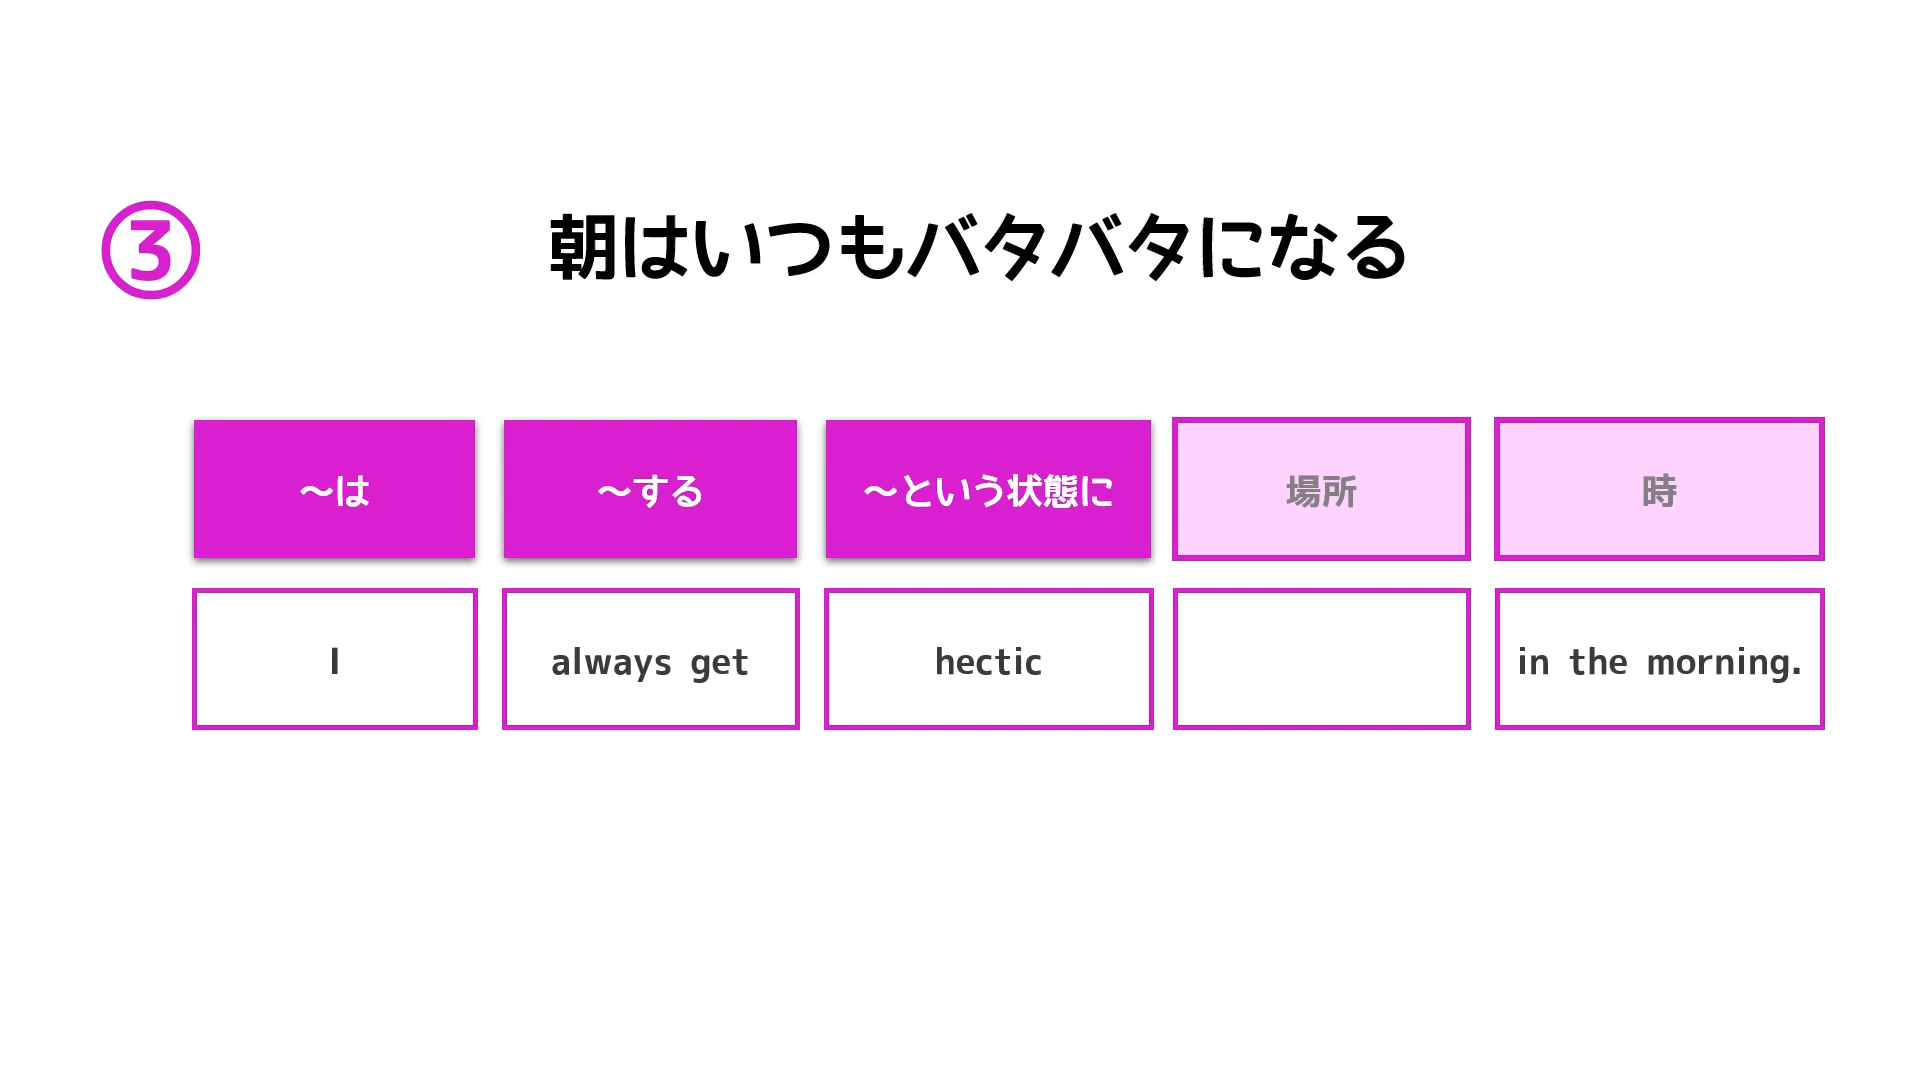 ③
朝はいつもバタバタになる
〜は
〜する
〜という状態に
場所
時
I
always get
hectic
in the morning.